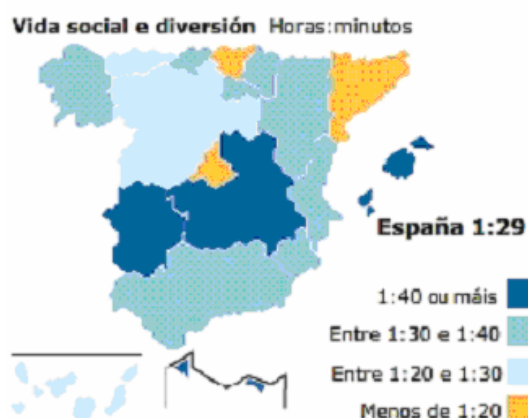 Vida social e diversión Horas:minutos
España 1:29
1:40 ou máis
Entre 1:30 e 1:40
Entre 1:20 e 1:30
Menos de 1:20